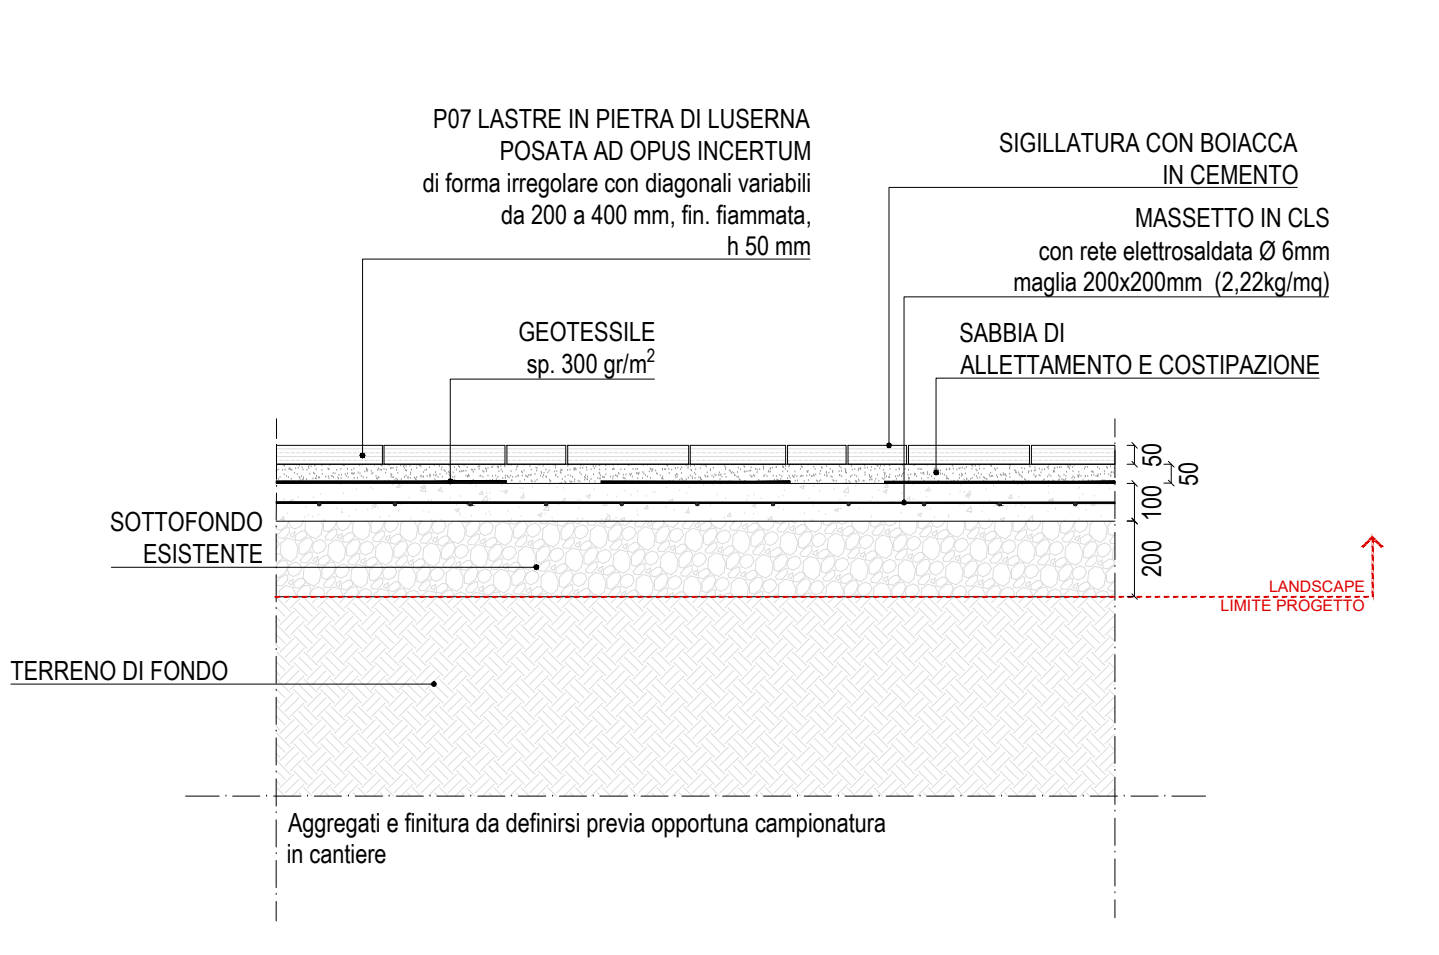 P07 LASTRE IN PIETRA DI LUSERNA
POSATA AD OPUS INCERTUM
di forma irregolare con diagonali variabili
da 200 a 400 mm, fin. fiammata,
h 50 mm
SIGILLATURA CON BOIACCA
IN CEMENTO
MASSETTO IN CLS
con rete elettrosaldata Ø 6mm
maglia 200x200mm (2,22kg/mq)
GEOTESSILE
sp. 300 gr/m²
SABBIA DI
ALLETTAMENTO E COSTIPAZIONE
50
50
100
200
SOTTOFONDO
ESISTENTE
LANDSCAPE
LIMITE PROGETTO
TERRENO DI FONDO
Aggregati e finitura da definirsi previa opportuna campionatura
in cantiere